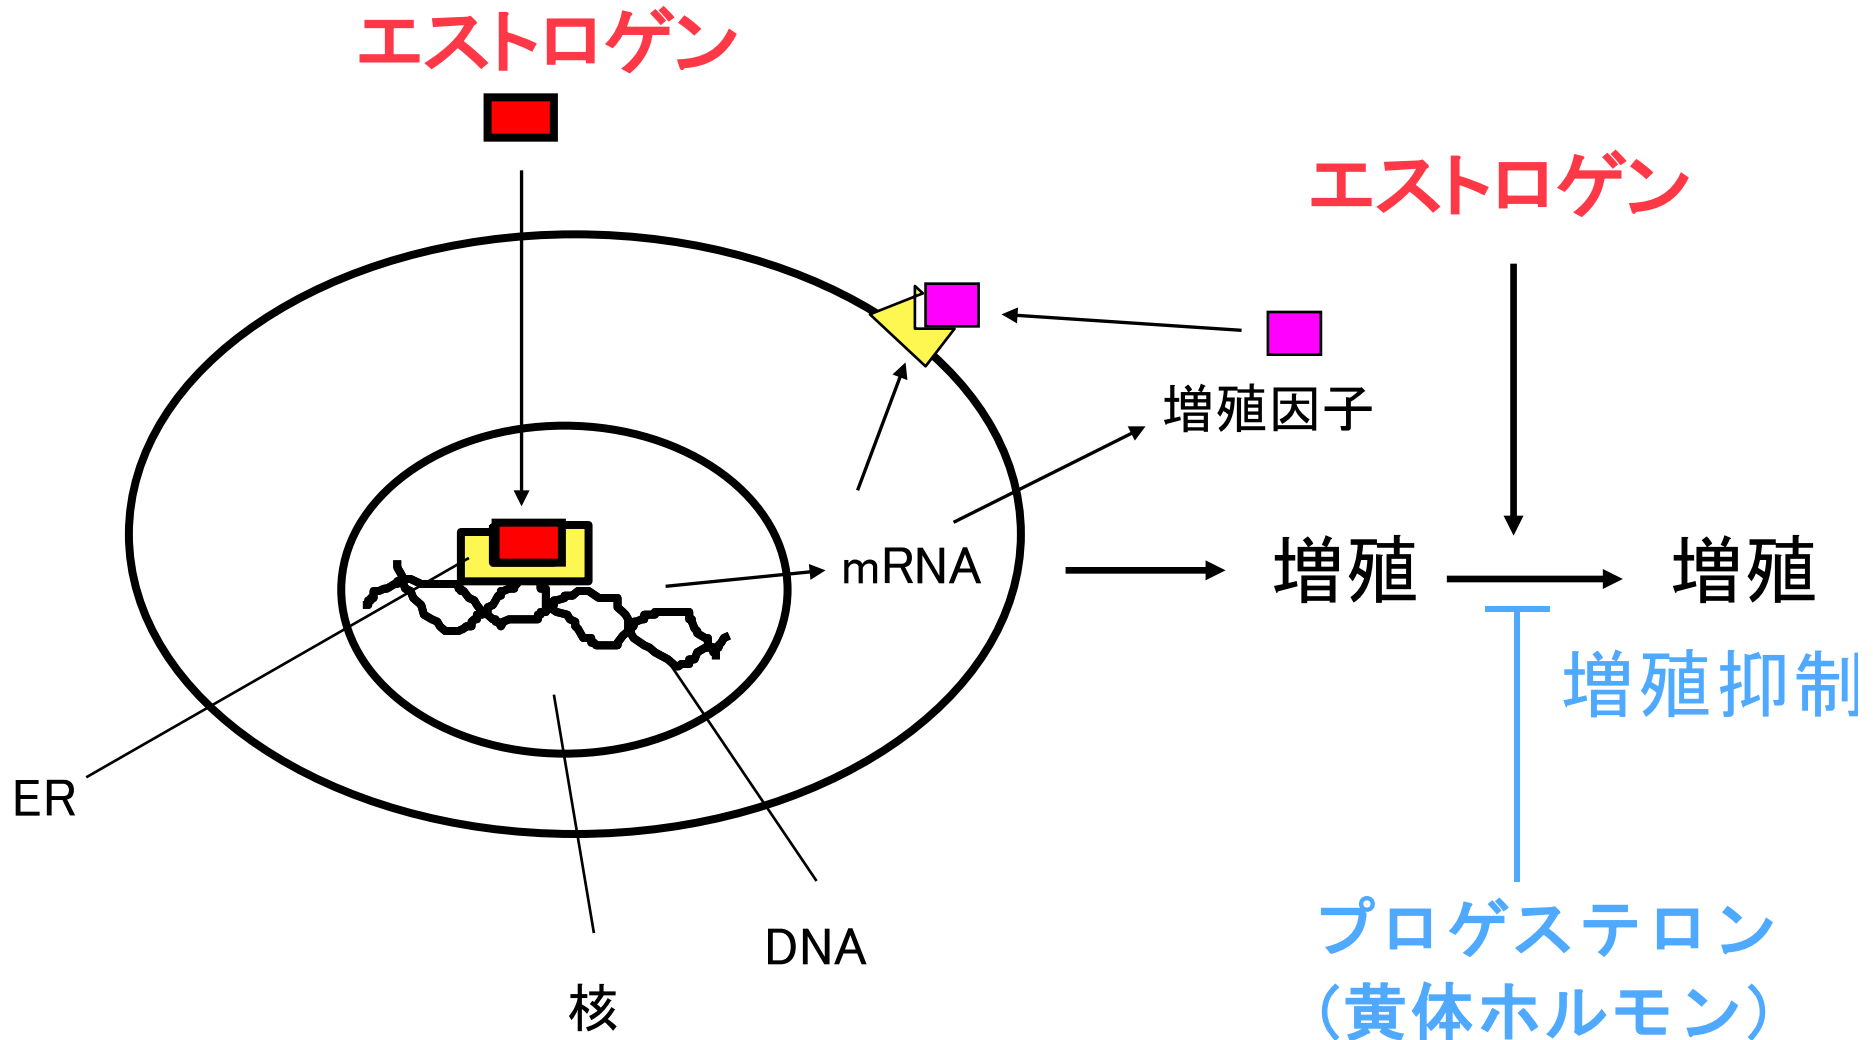 エストロゲン
エストロゲン
増殖因子
mRNA
増殖
増殖
増殖抑制
ER
DNA
核
プロゲステロン
(黄体ホルモン)